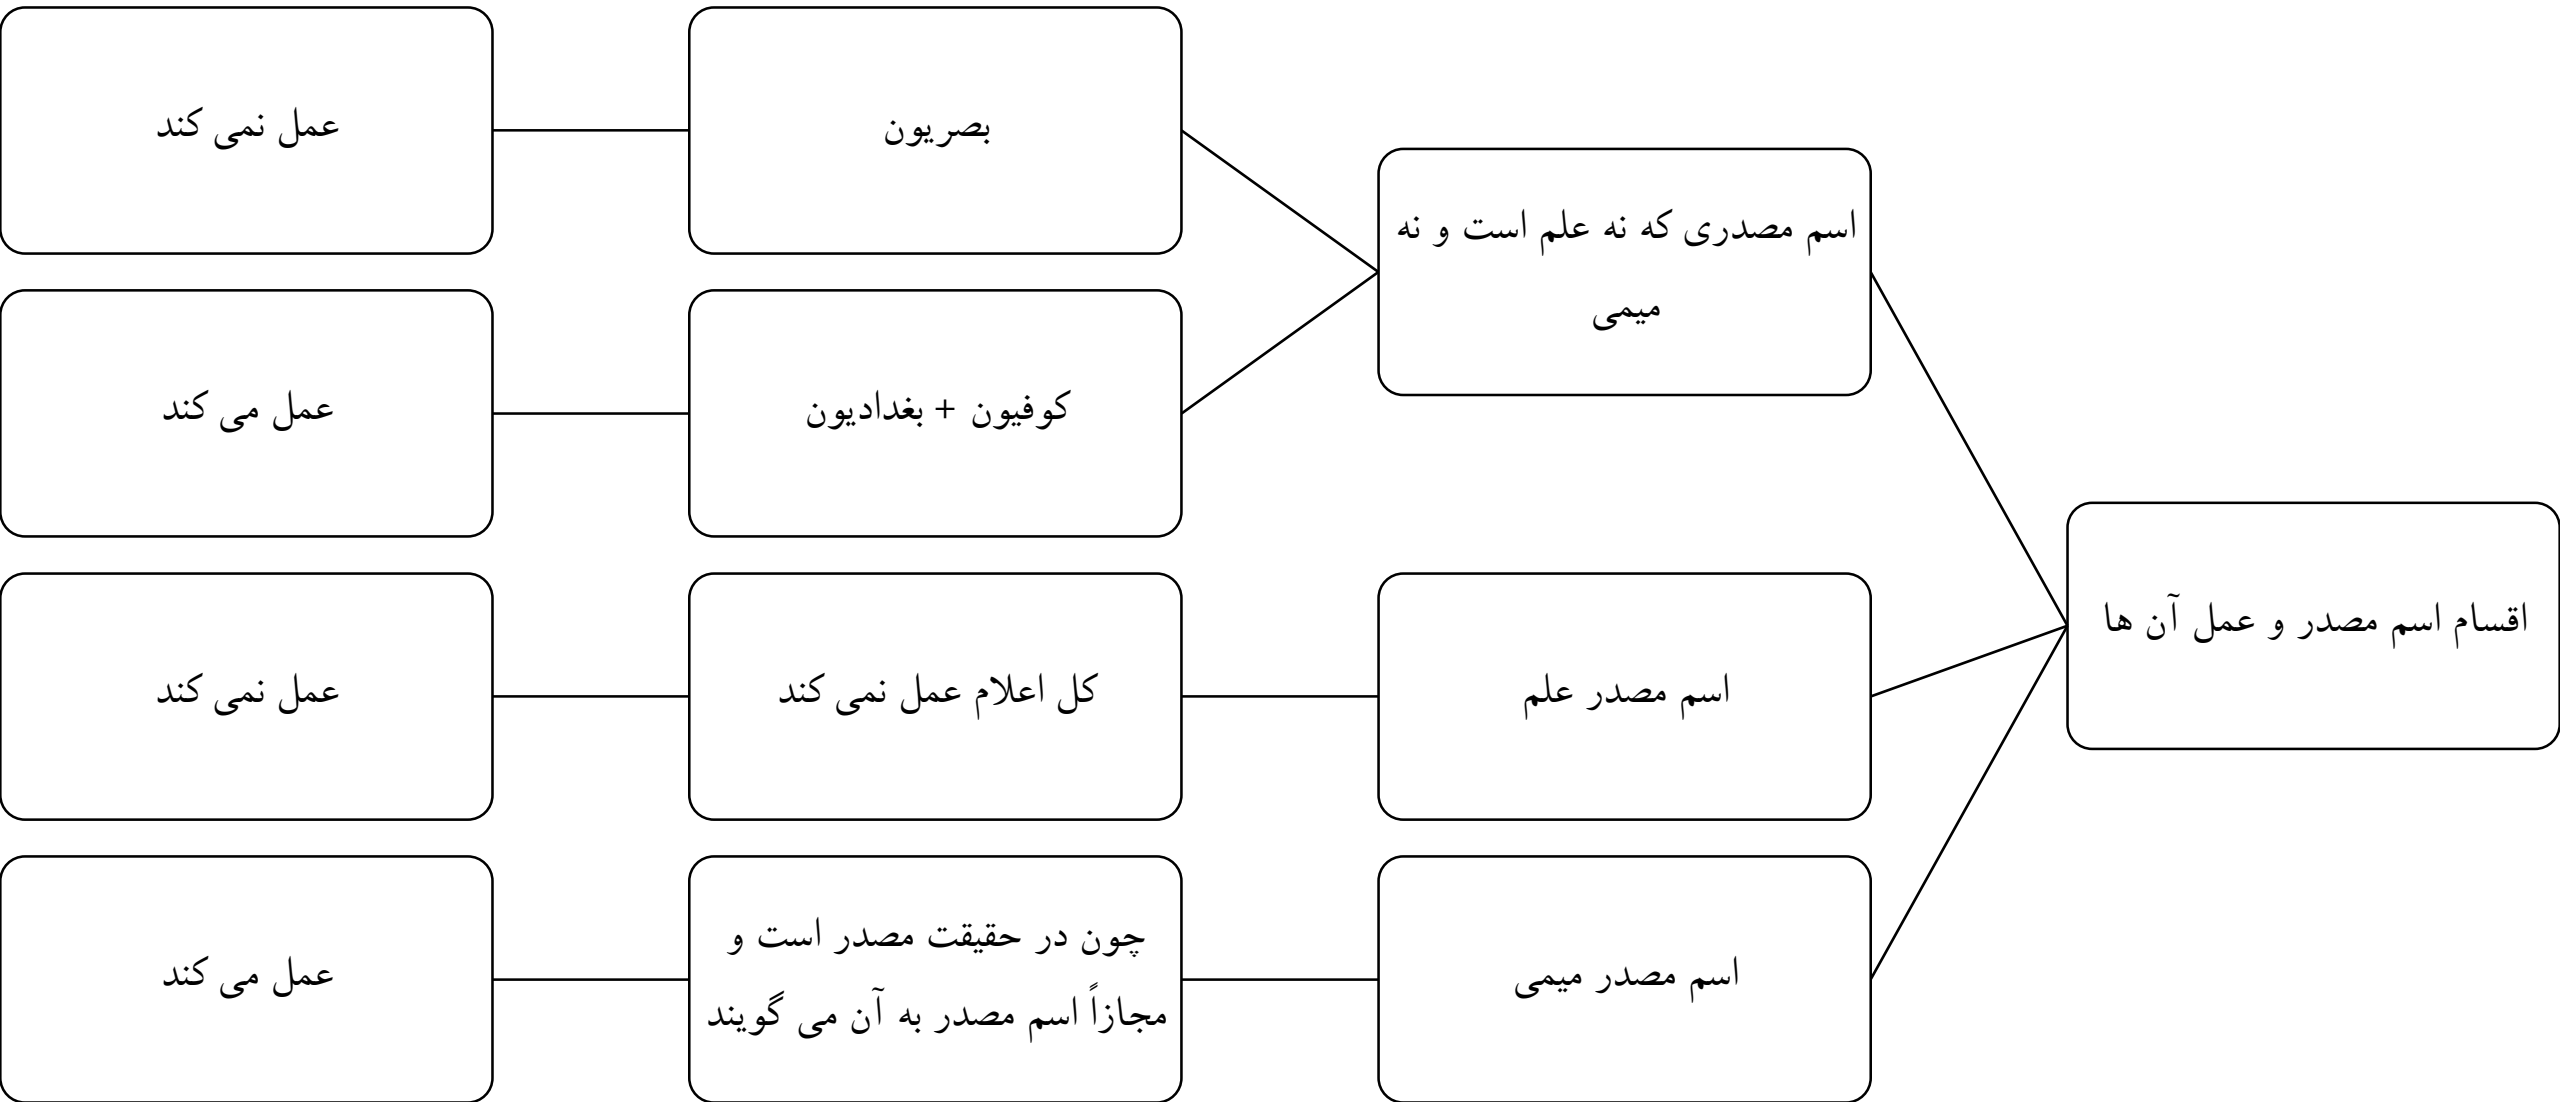 اقسام اسم مصدر و عمل آن ها
اسم مصدری که نه علم است و نه
میمی
بصریون
عمل نمی کند
کوفیون + بغدادیون
عمل می کند
اسم مصدر علم
کل اعلام عمل نمی کند
عمل نمی کند
اسم مصدر میمی
چون در حقیقت مصدر است و
مجازاً اسم مصدر به آن می گویند
عمل می کند